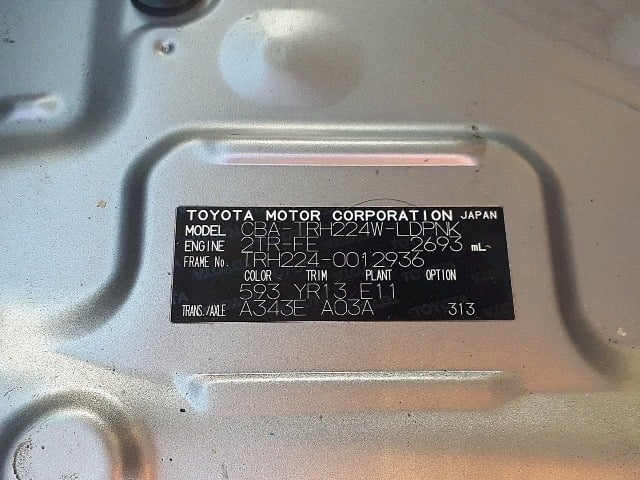 TOYOTA MOTOR CORPORATION JAPAN
MODEL CBA-TRH224W-LDPNK
ENGINE 2TR-FE 2693 mL
FRAME No. TRH224-0012936
COLOR TRIM PLANT OPTION
593 YR13 E11
TRANS./AXLE A343E A03A 313